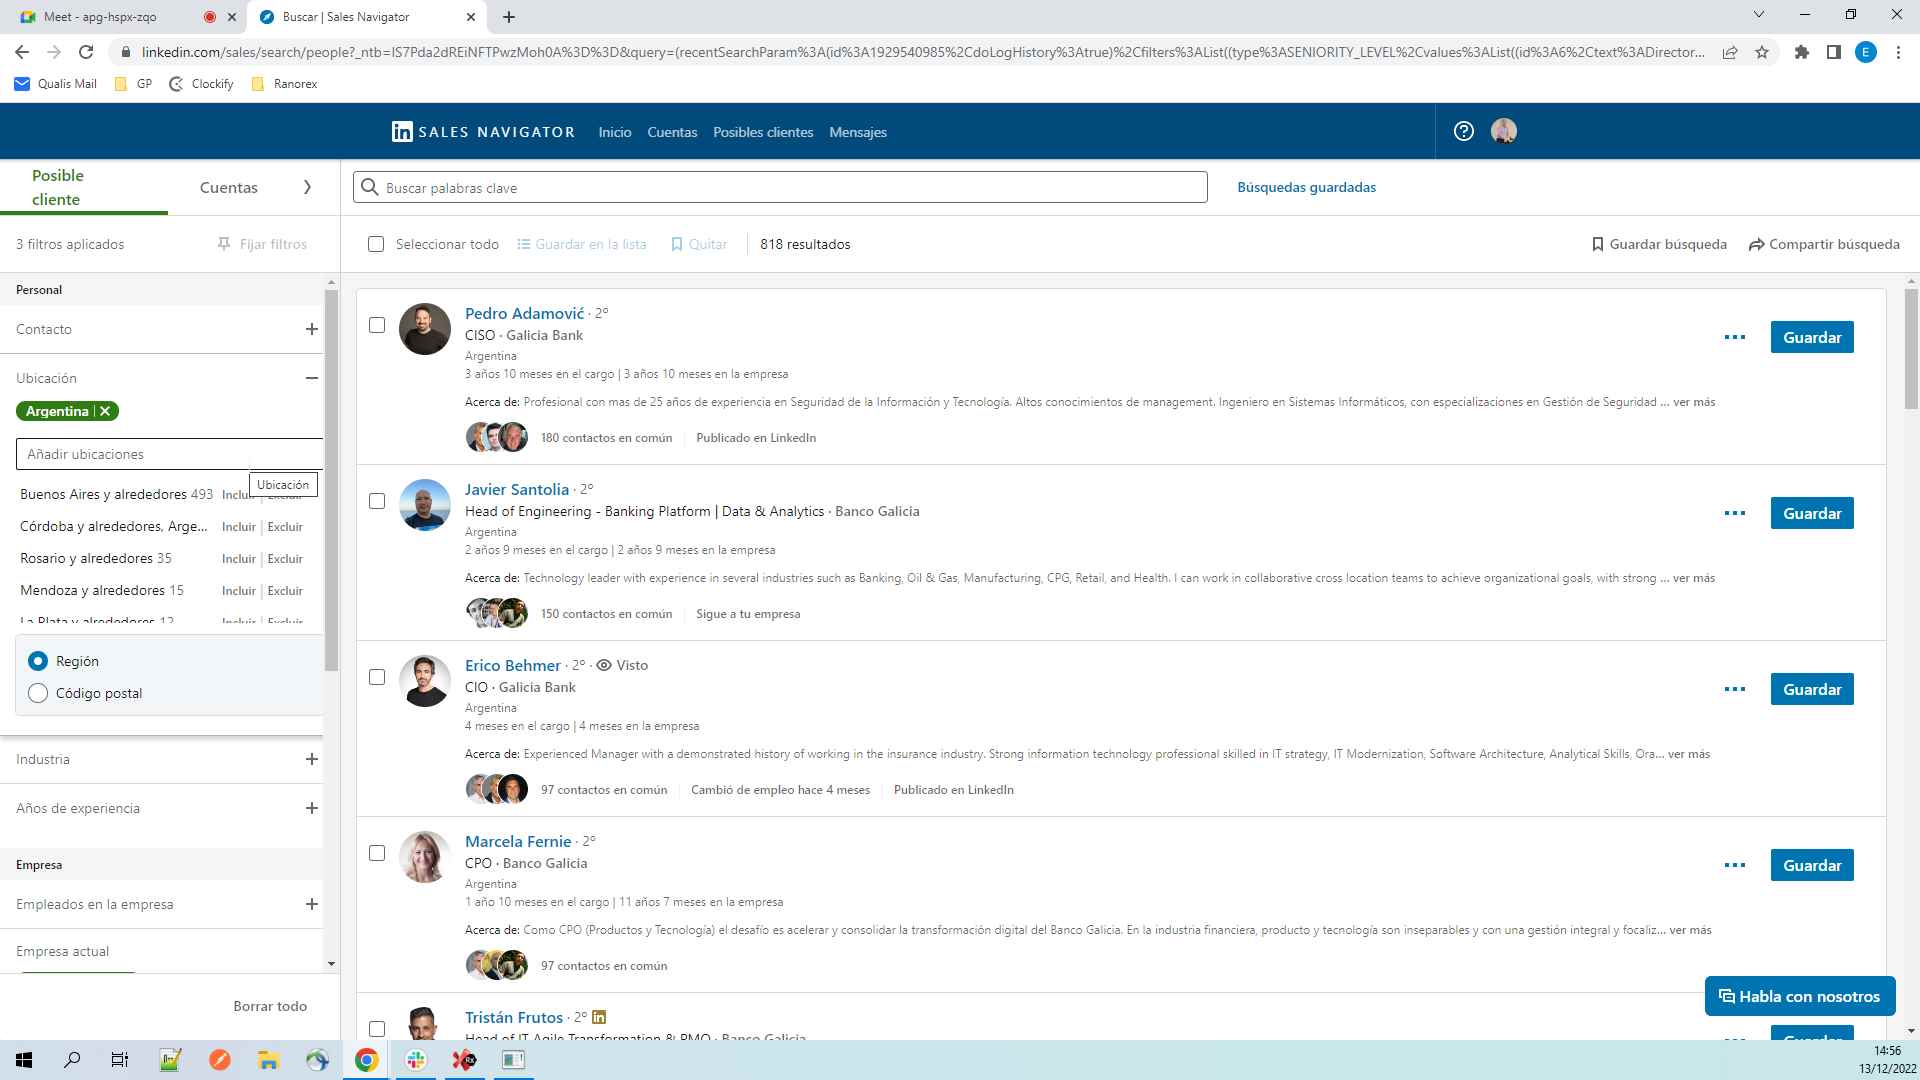 Meet - apg-hspx-zqo
Buscar | Sales Navigator
linkedin.com/sales/search/people?_ntb=IS7Pda2dREiNFTPwzMoh0A%3D%3D&query=(recentSearchParam%3A(id%3A1929540985%2CdoLogHistory%3Atrue)%2Cfilters%3AList((type%3ASENIORITY_LEVEL%2Cvalues%3AList((id%3A6%2Ctext%3ADirector...
E
Qualis Mail
GP
Clockify
Ranorex
in SALES NAVIGATOR
Inicio
Cuentas
Posibles clientes
Mensajes
Posible cliente
Cuentas
Buscar palabras clave
Búsquedas guardadas
3 filtros aplicados
Fijar filtros
Seleccionar todo
Guardar en la lista
Quitar
818 resultados
Guardar búsqueda
Compartir búsqueda
Personal
Contacto
Ubicación
Argentina
Añadir ubicaciones
Ubicación
Buenos Aires y alrededores 493
Incluir | Excluir
Córdoba y alrededores, Arge...
Incluir | Excluir
Rosario y alrededores 35
Incluir | Excluir
Mendoza y alrededores 15
Incluir | Excluir
La Plata y alrededores 12
Incluir | Excluir
Región
Código postal
Industria
Años de experiencia
Empresa
Empleados en la empresa
Empresa actual
Borrar todo
Pedro Adamović · 2º
CISO · Galicia Bank
Argentina
3 años 10 meses en el cargo | 3 años 10 meses en la empresa
Acerca de: Profesional con mas de 25 años de experiencia en Seguridad de la Información y Tecnología. Altos conocimientos de management. Ingeniero en Sistemas Informáticos, con especializaciones en Gestión de Seguridad ... ver más
180 contactos en común
Publicado en LinkedIn
Guardar
Javier Santolia · 2º
Head of Engineering - Banking Platform | Data & Analytics · Banco Galicia
Argentina
2 años 9 meses en el cargo | 2 años 9 meses en la empresa
Acerca de: Technology leader with experience in several industries such as Banking, Oil & Gas, Manufacturing, CPG, Retail, and Health. I can work in collaborative cross location teams to achieve organizational goals, with strong ... ver más
150 contactos en común
Sigue a tu empresa
Guardar
Erico Behmer · 2º · Visto
CIO · Galicia Bank
Argentina
4 meses en el cargo | 4 meses en la empresa
Acerca de: Experienced Manager with a demonstrated history of working in the insurance industry. Strong information technology professional skilled in IT strategy, IT Modernization, Software Architecture, Analytical Skills, Ora... ver más
97 contactos en común
Cambió de empleo hace 4 meses
Publicado en LinkedIn
Guardar
Marcela Fernie · 2º
CPO · Banco Galicia
Argentina
1 año 10 meses en el cargo | 11 años 7 meses en la empresa
Acerca de: Como CPO (Productos y Tecnología) el desafío es acelerar y consolidar la transformación digital del Banco Galicia. En la industria financiera, producto y tecnología son inseparables y con una gestión integral y focaliz... ver más
97 contactos en común
Guardar
Tristán Frutos · 2º in
Head of IT Agile Transformation & PMO · Banco Galicia
Guardar
Habla con nosotros
14:56
13/12/2022